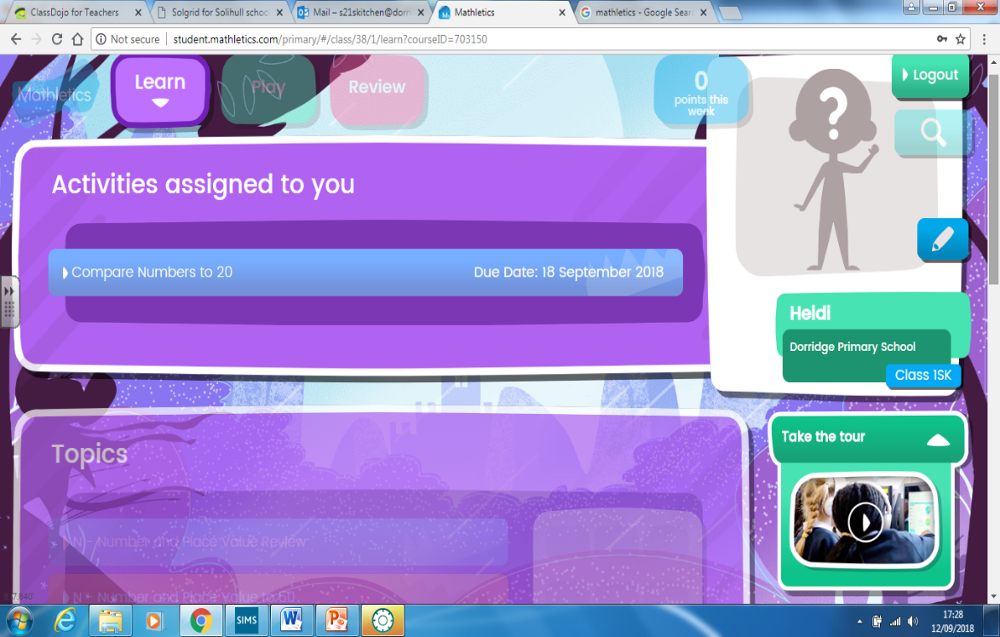 ClassDojo for Teachers
Solgrid for Solihull schoo
Mail – s21skitchen@dorri
Mathletics
mathletics - Google Sear
Not secure
student.mathletics.com/primary/#/class/38/1/learn?courseID=703150
Mathletics
Learn
Play
Review
0
points this
week
?
Logout
Activities assigned to you
Compare Numbers to 20
Due Date: 18 September 2018
Heidi
Dorridge Primary School
Class 1SK
Take the tour
Topics
N - Number and Place Value Review
N - Number and Place Value to 50
SIMS
17:28
12/09/2018